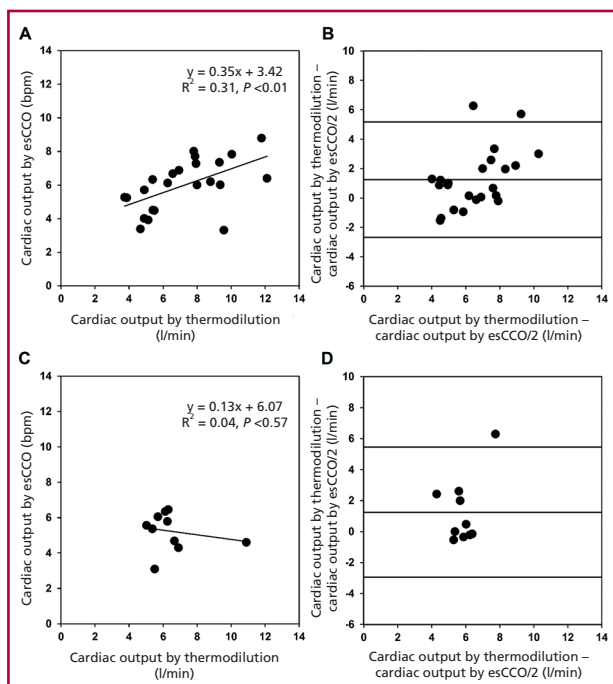 A
y = 0.35x + 3.42
R² = 0.31, P <0.01
Cardiac output by esCCO (bpm)
14
12
10
8
6
4
2
0
0 2 4 6 8 10 12 14
Cardiac output by thermodilution
(l/min)
B
Cardiac output by thermodilution –
cardiac output by esCCO/2 (l/min)
10
8
6
4
2
0
-2
-4
-6
0 2 4 6 8 10 12 14
Cardiac output by thermodilution –
cardiac output by esCCO/2 (l/min)
C
y = 0.13x + 6.07
R² = 0.04, P <0.57
Cardiac output by esCCO (bpm)
14
12
10
8
6
4
2
0
0 2 4 6 8 10 12 14
Cardiac output by thermodilution
(l/min)
D
Cardiac output by thermodilution –
cardiac output by esCCO/2 (l/min)
10
8
6
4
2
0
-2
-4
-6
0 2 4 6 8 10 12 14
Cardiac output by thermodilution –
cardiac output by esCCO/2 (l/min)